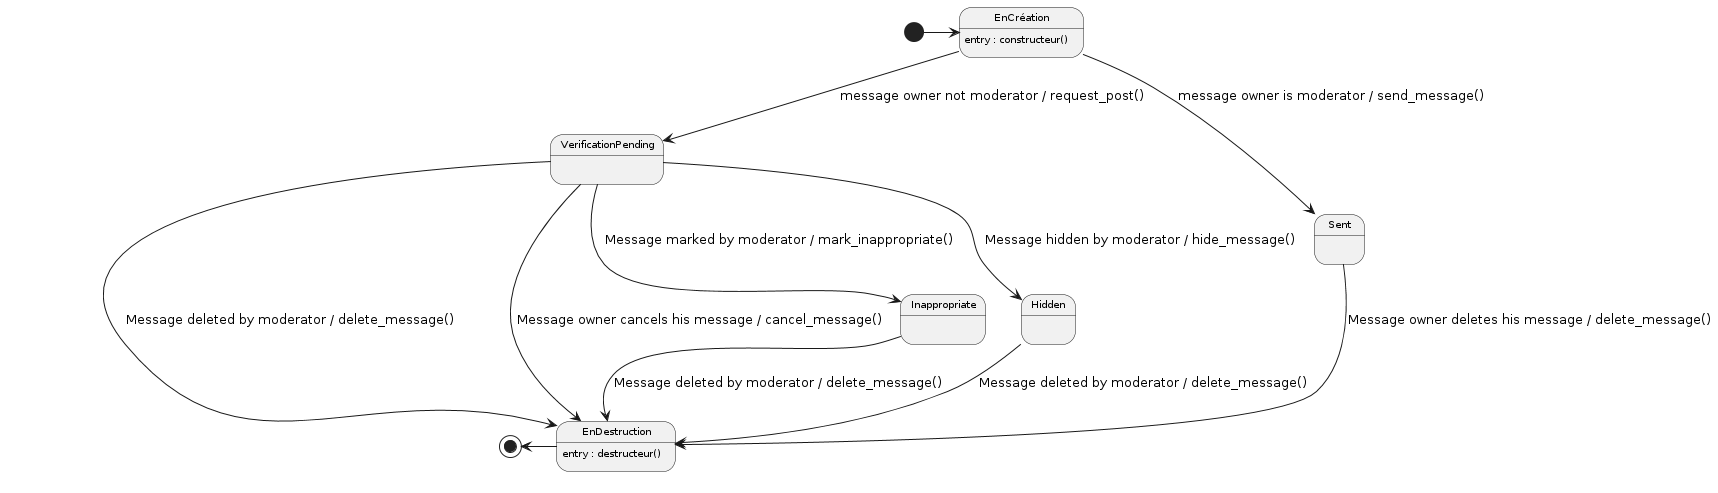 EnCréation
entry : constructeur()
message owner not moderator / request_post()
message owner is moderator / send_message()
VerificationPending
Sent
Message marked by moderator / mark_inappropriate()
Message hidden by moderator / hide_message()
Inappropriate
Hidden
Message deleted by moderator / delete_message()
Message owner cancels his message / cancel_message()
Message owner deletes his message / delete_message()
Message deleted by moderator / delete_message()
Message deleted by moderator / delete_message()
EnDestruction
entry : destructeur()